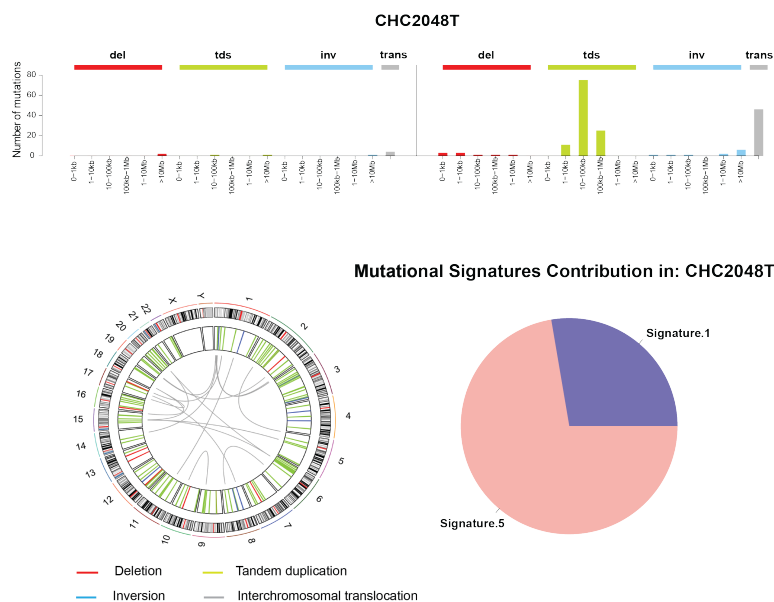 CHC2048T
del tds inv trans del tds inv trans
Number of mutations
80
60
40
20
0
0−1kb 1−10kb 10−100kb 100kb−1Mb 1−10Mb >10Mb 0−1kb 1−10kb 10−100kb 100kb−1Mb 1−10Mb >10Mb 0−1kb 1−10kb 10−100kb 100kb−1Mb 1−10Mb >10Mb 0−1kb 1−10kb 10−100kb 100kb−1Mb 1−10Mb >10Mb 0−1kb 1−10kb 10−100kb 100kb−1Mb 1−10Mb >10Mb 0−1kb 1−10kb 10−100kb 100kb−1Mb 1−10Mb >10Mb
Mutational Signatures Contribution in: CHC2048T
1
2
3
4
5
6
7
8
9
10
11
12
13
14
15
16
17
18
19
20
21
22
X
Y
Signature.1
Signature.5
Deletion
Tandem duplication
Inversion
Interchromosomal translocation